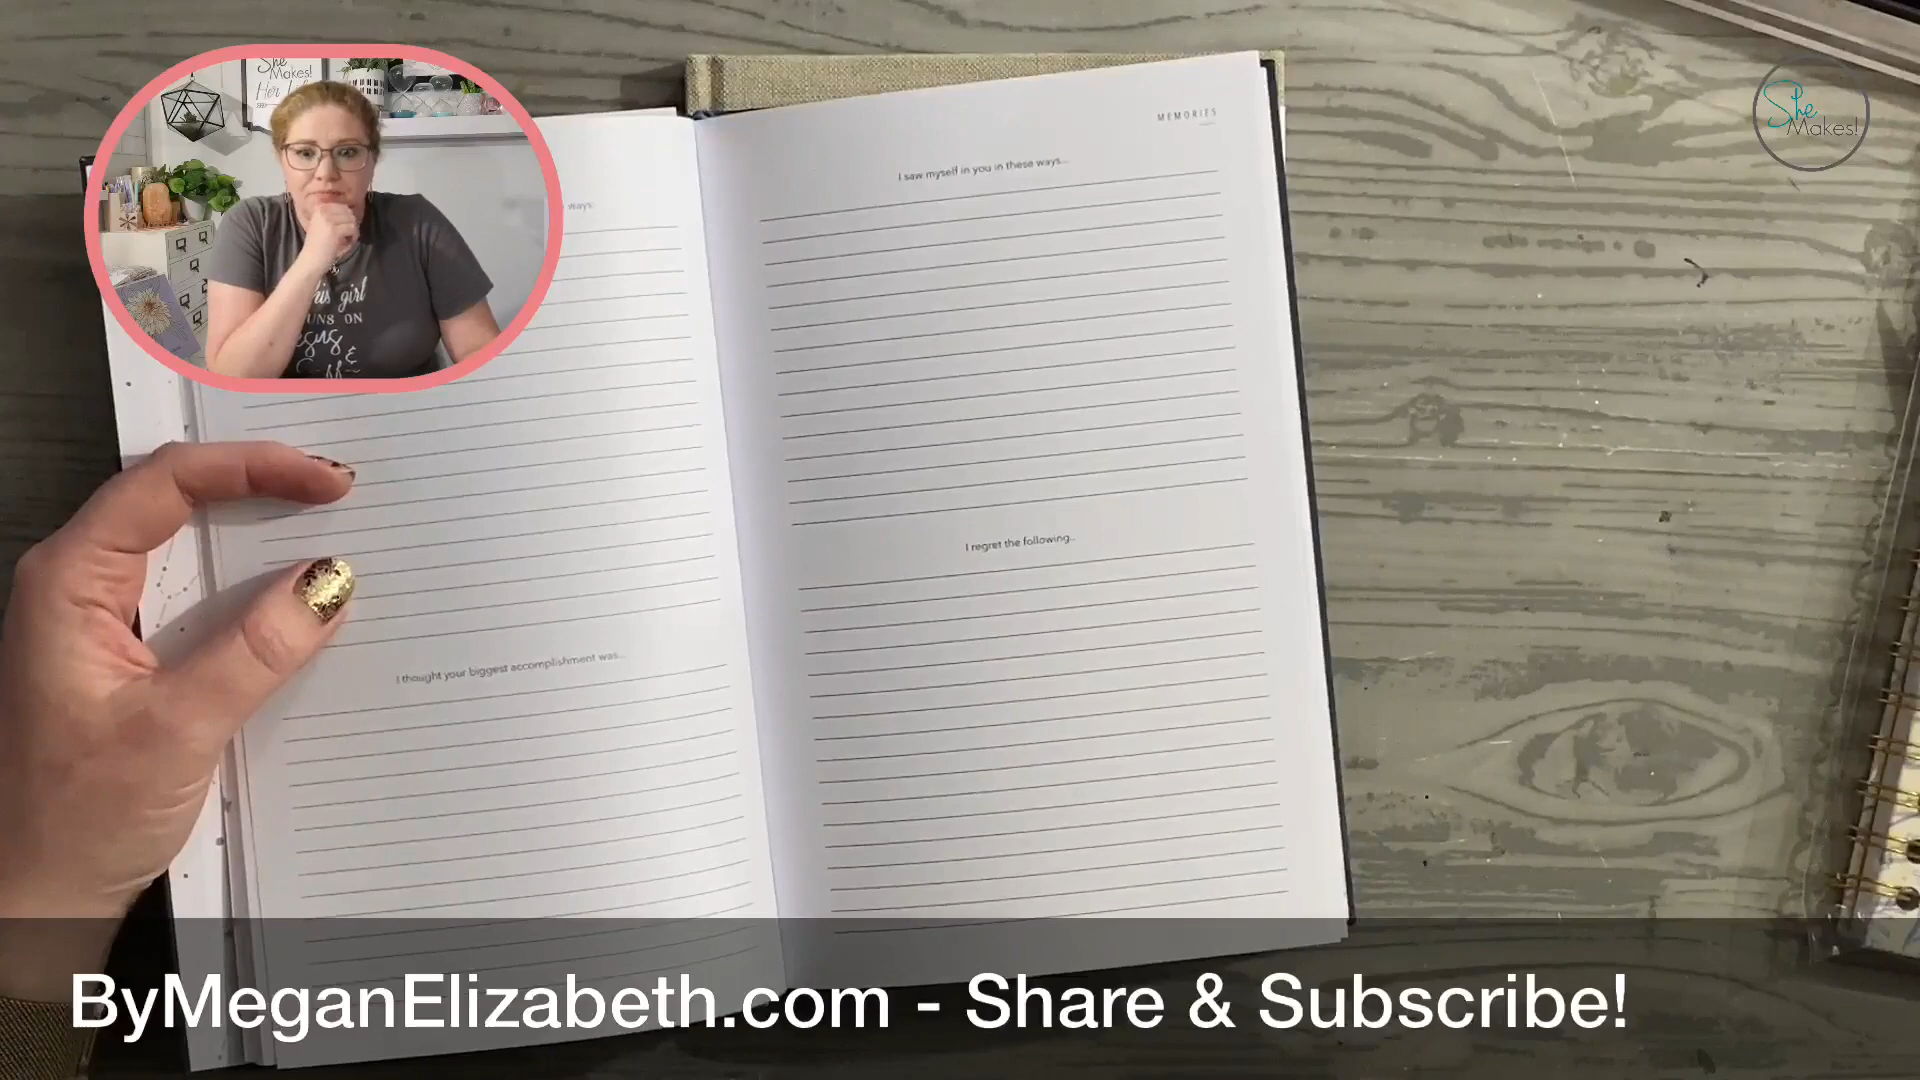 She
Makes!
Her
This girl
RUNS ON
Jesus
&
ways:
I thought your biggest accomplishment was...
MEMORIES
I saw myself in you in these ways...
I regret the following...
She
Makes!
ByMeganElizabeth.com - Share & Subscribe!